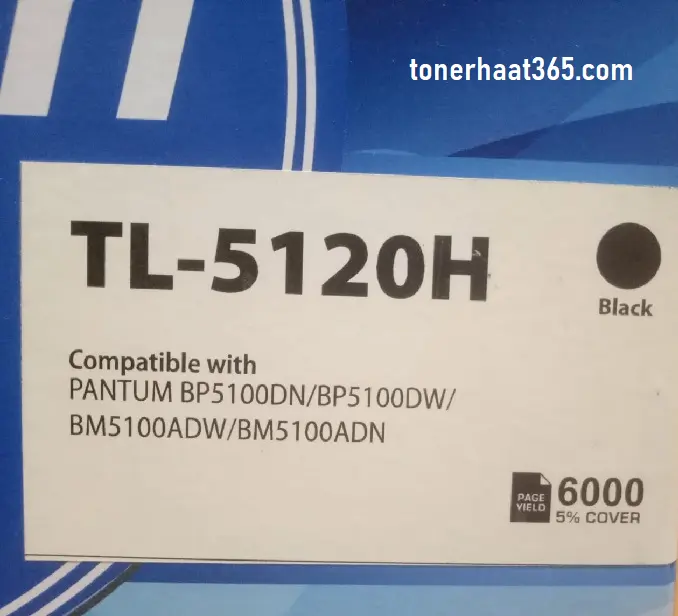 tonerhaat365.com
TL-5120H
Black
Compatible with
PANTUM BP5100DN/BP5100DW/
BM5100ADW/BM5100ADN
PAGE
YIELD
6000
5% COVER